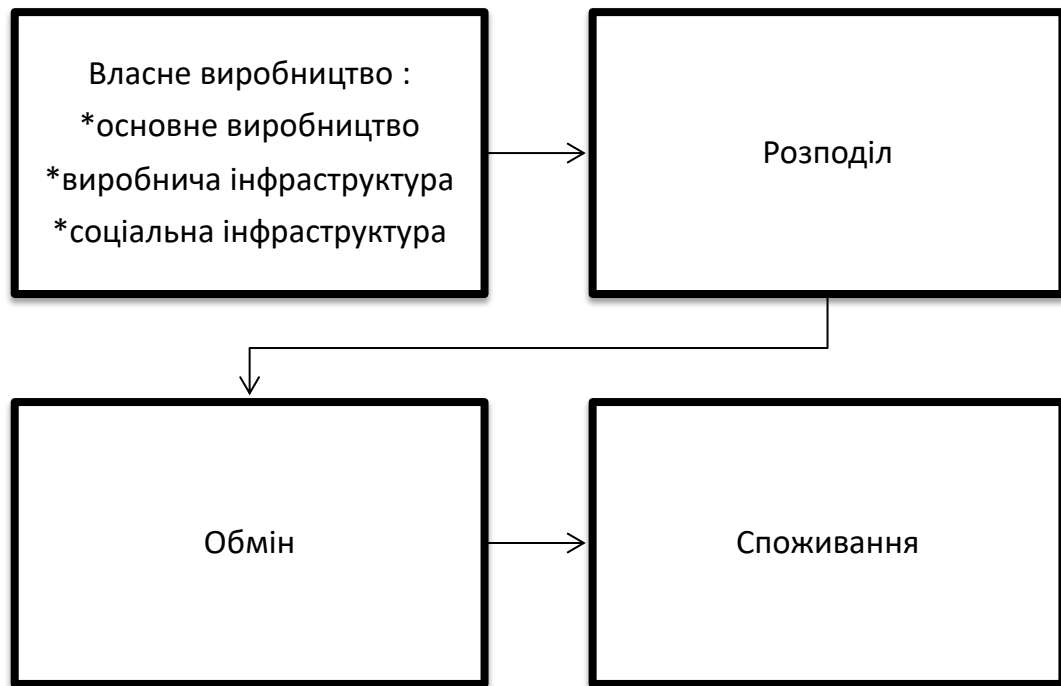 Власне виробництво :
*основне виробництво
*виробнича інфраструктура
*соціальна інфраструктура
Розподіл
Обмін
Споживання